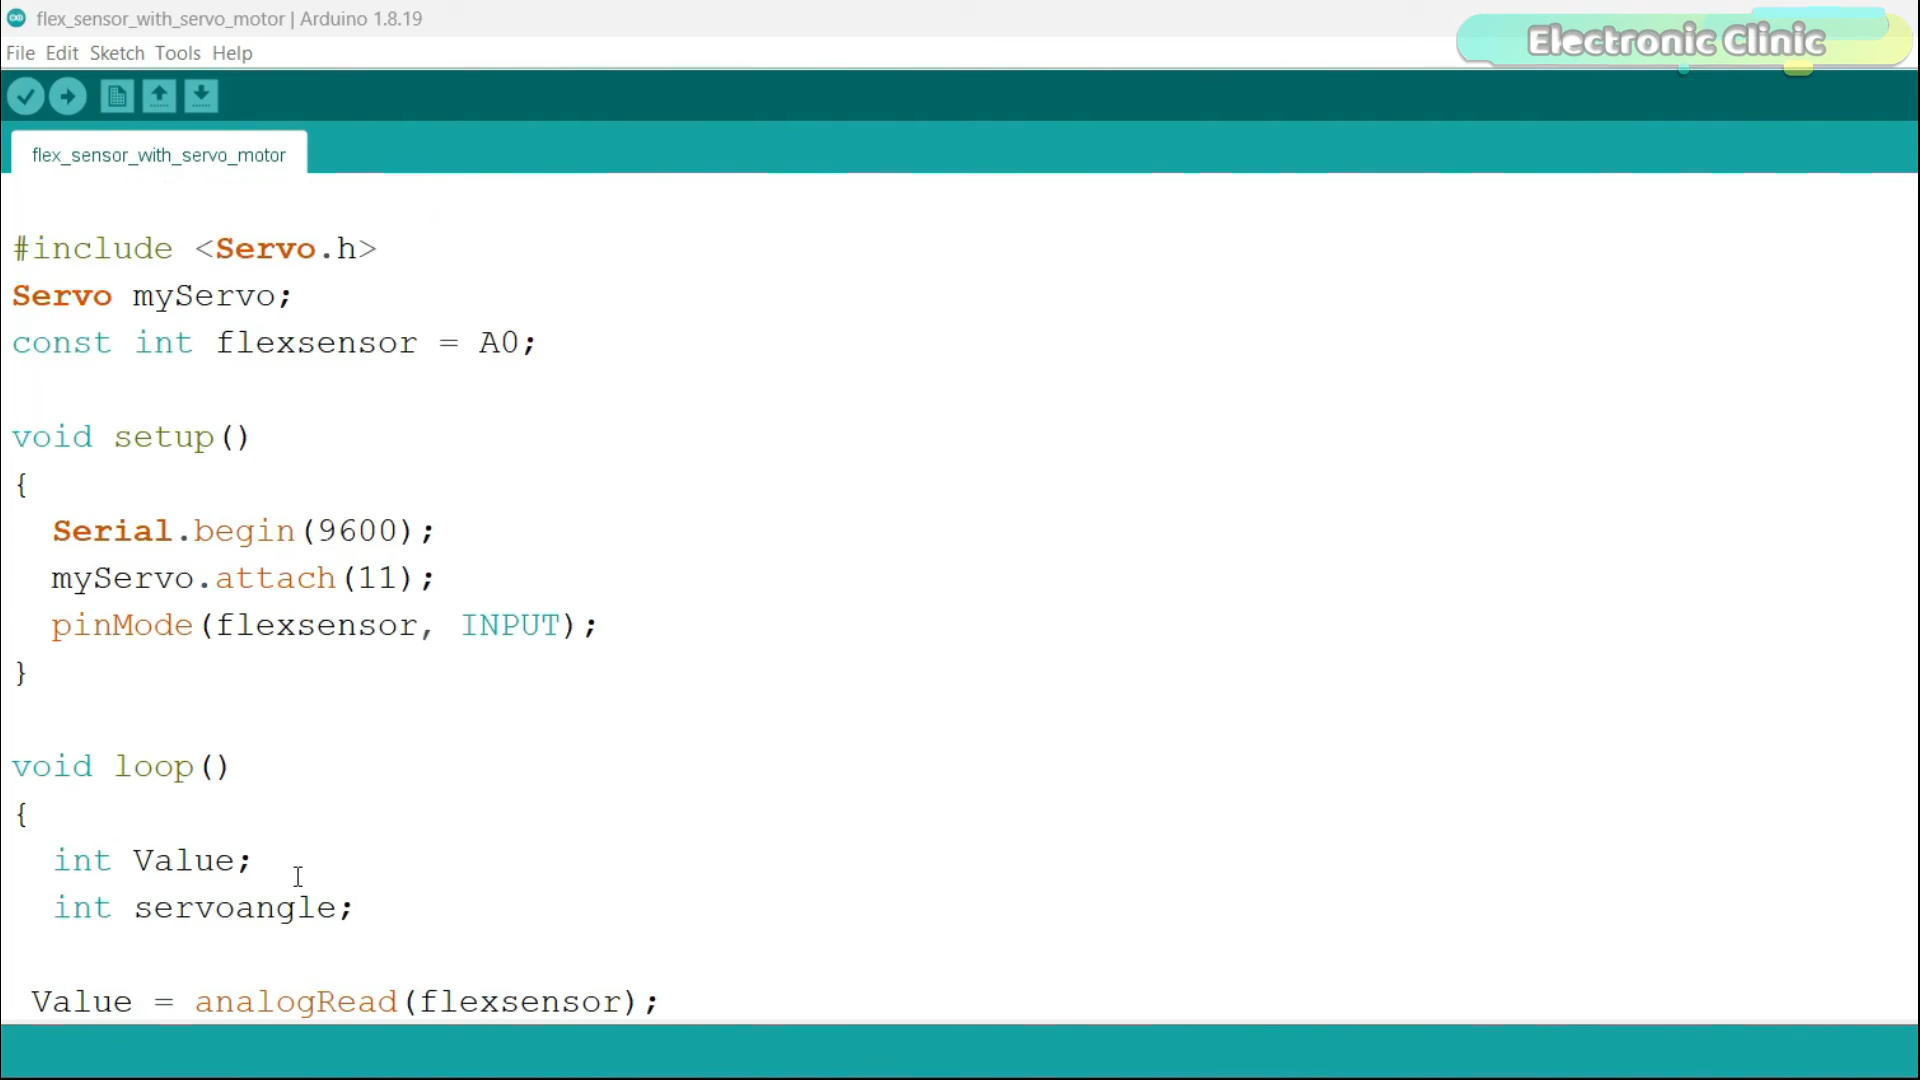 flex_sensor_with_servo_motor | Arduino 1.8.19
Electronic Clinic
File Edit Sketch Tools Help
flex_sensor_with_servo_motor
#include <Servo.h>
Servo myServo;
const int flexsensor = A0;
void setup()
{
Serial.begin(9600);
myServo.attach(11);
pinMode(flexsensor, INPUT);
}
void loop()
{
int Value;
int servoangle;
Value = analogRead(flexsensor);